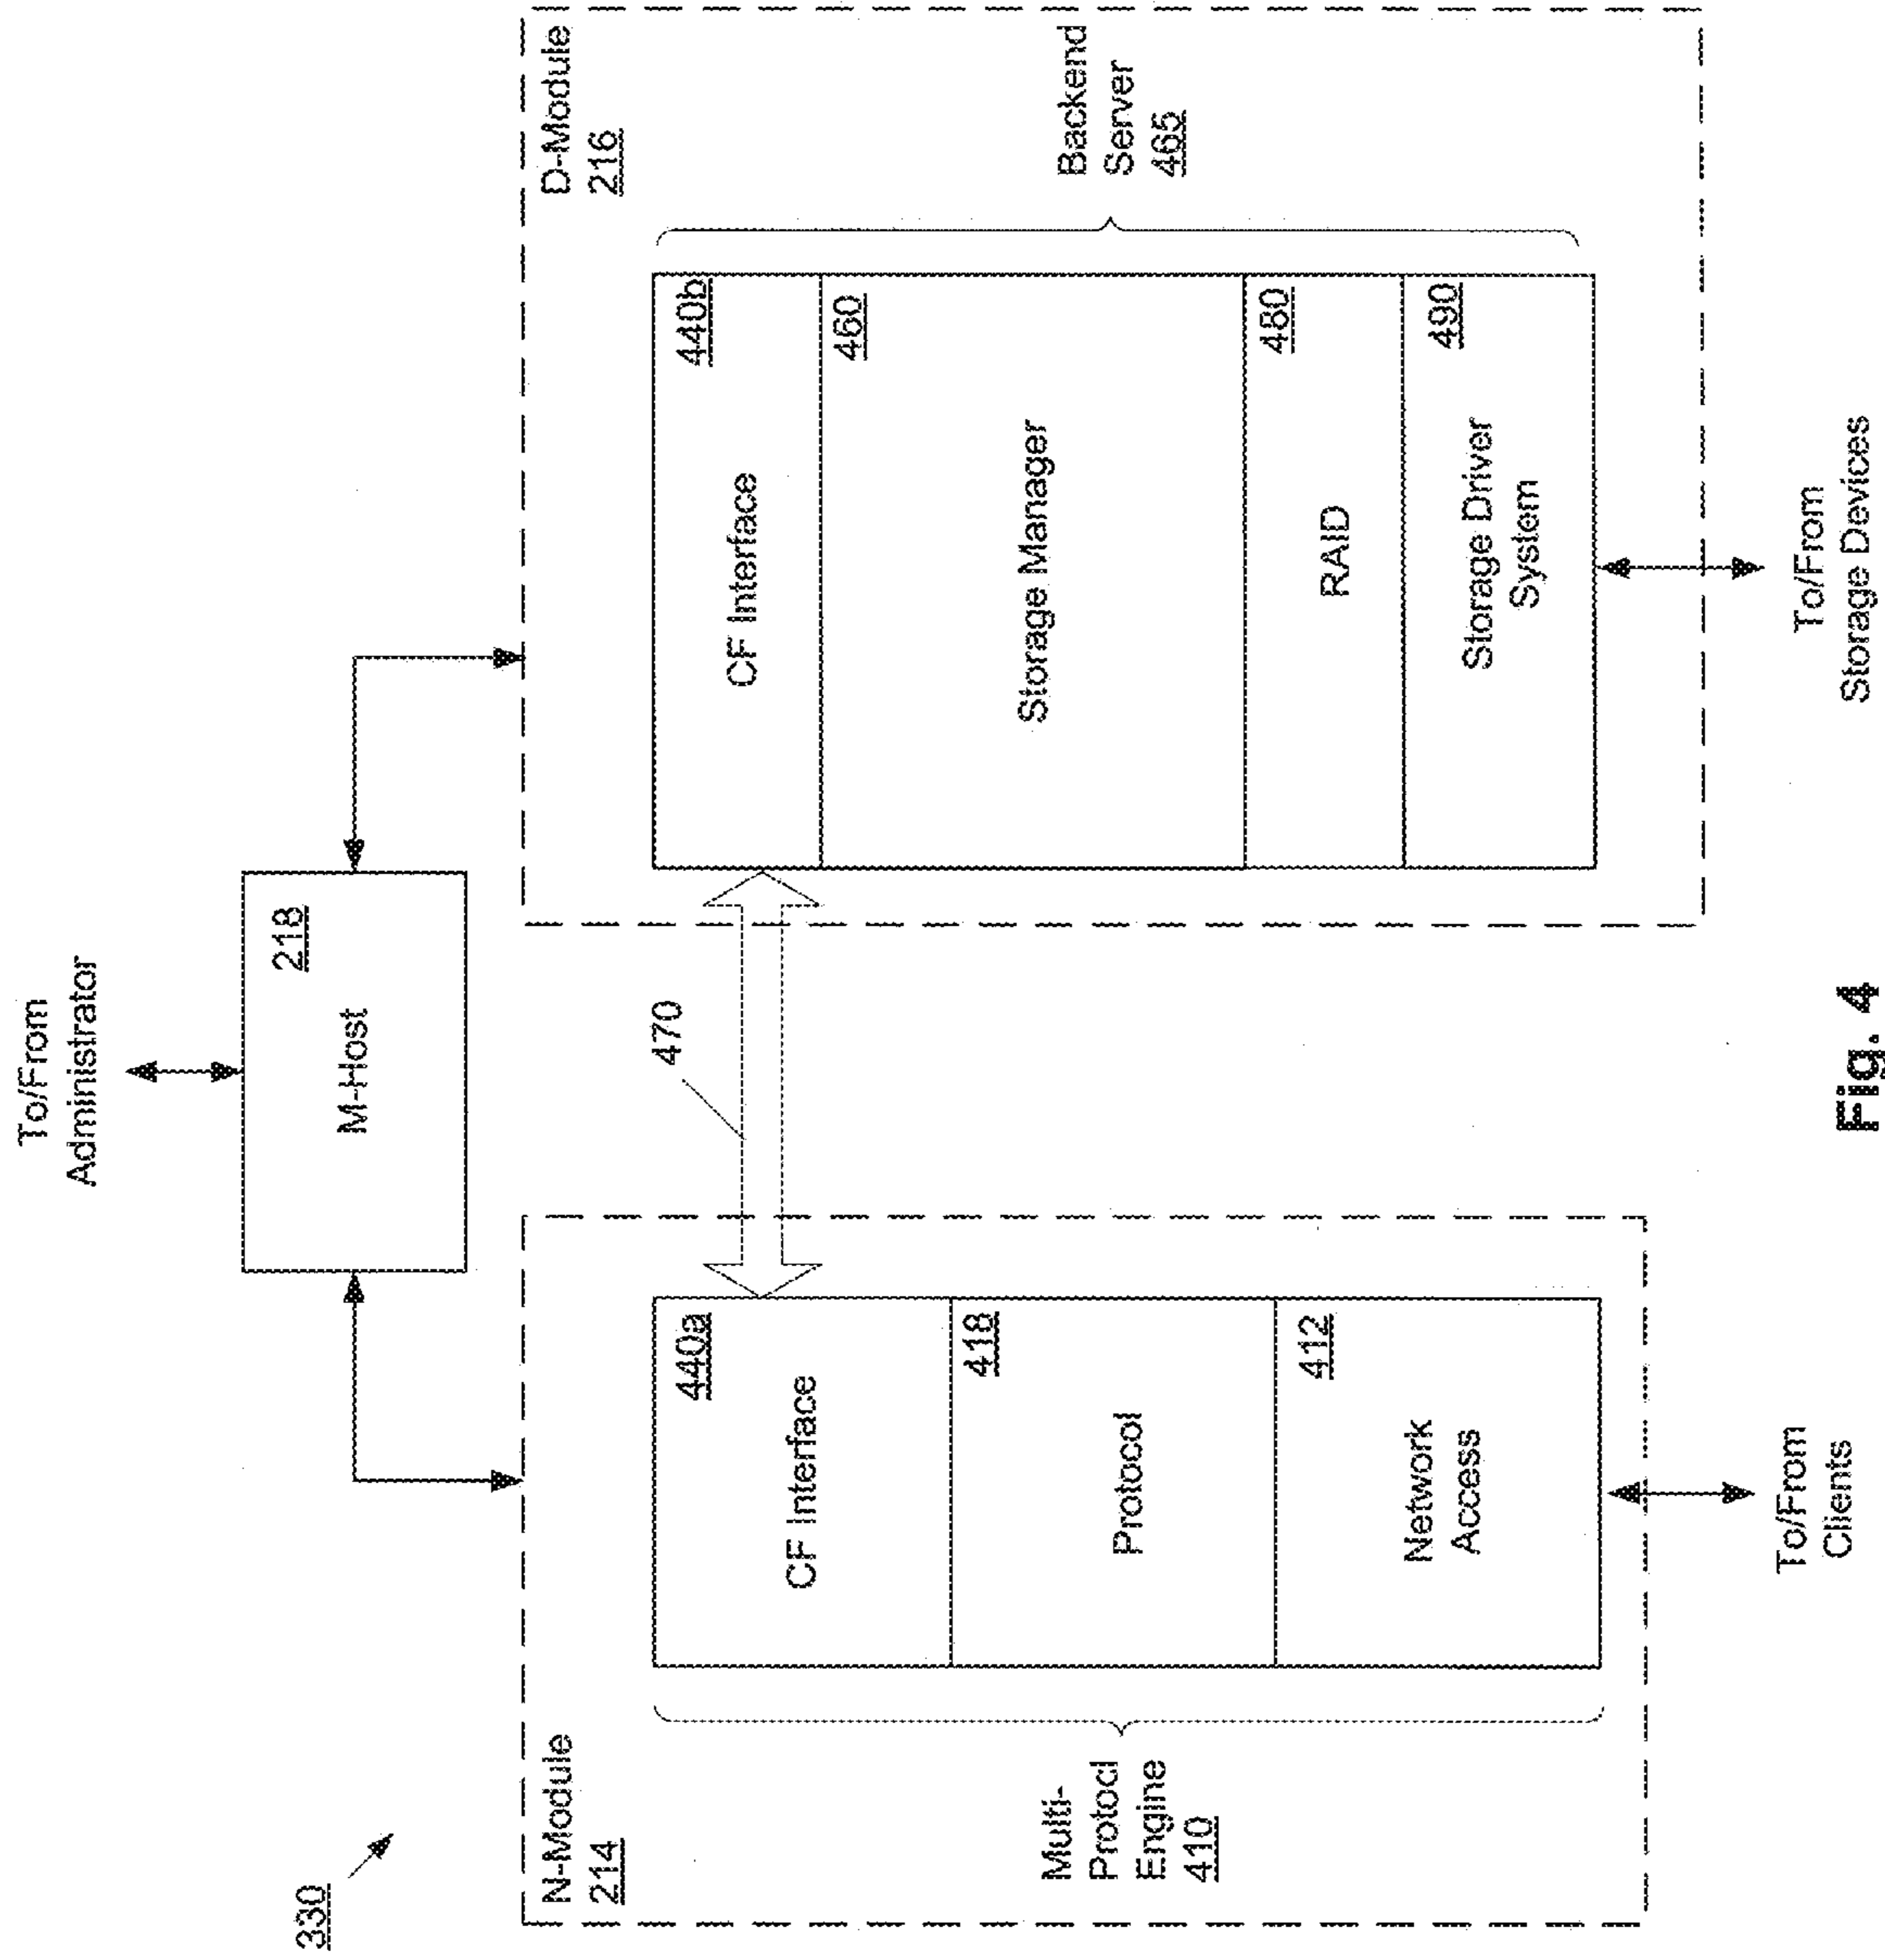 To/From
Administrator
330
218
M-Host
N-Module
214
D-Module
216
470
440a
CF Interface
418
Protocol
412
Network
Access
Multi-
Protocl
Engine
410
440b
CF Interface
460
Storage Manager
480
RAID
490
Storage Driver
System
Backend
Server
465
To/From
Clients
To/From
Storage Devices
Fig. 4